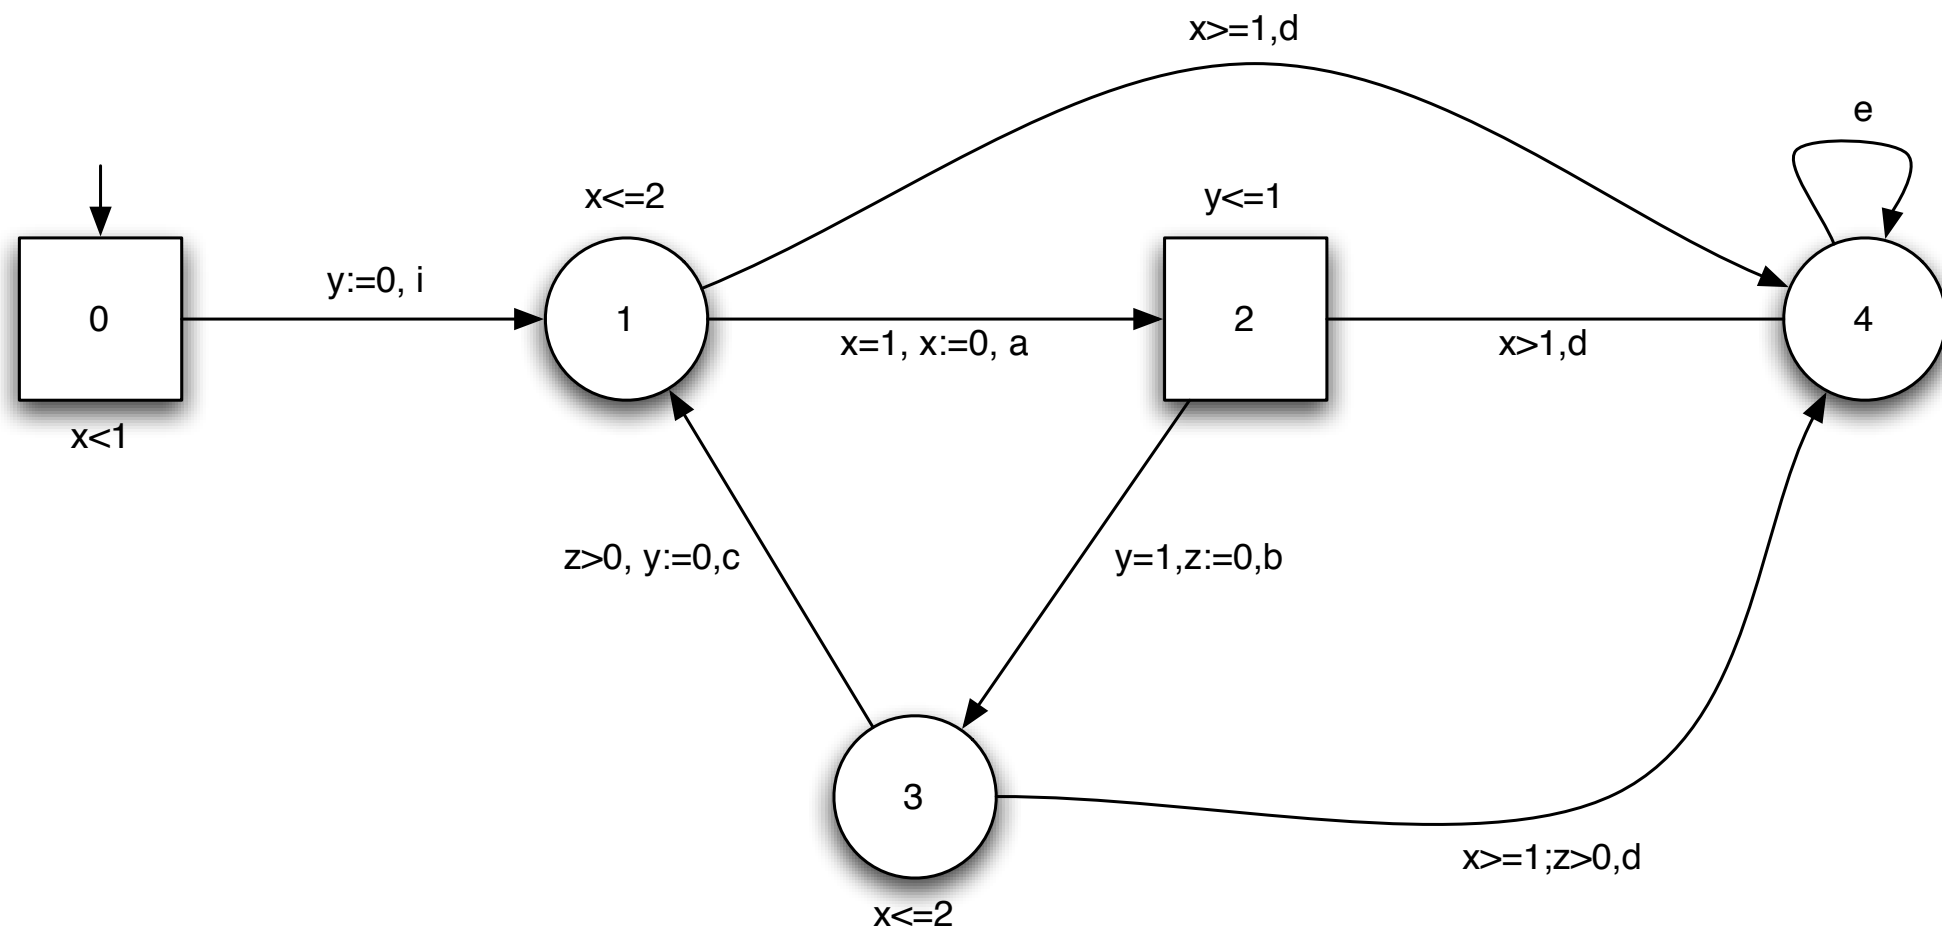 x>=1,d
e
x<=2
y<=1
y:=0, i
0
1
2
4
x=1, x:=0, a
x>1,d
x<1
z>0, y:=0,c
y=1,z:=0,b
3
x>=1;z>0,d
x<=2